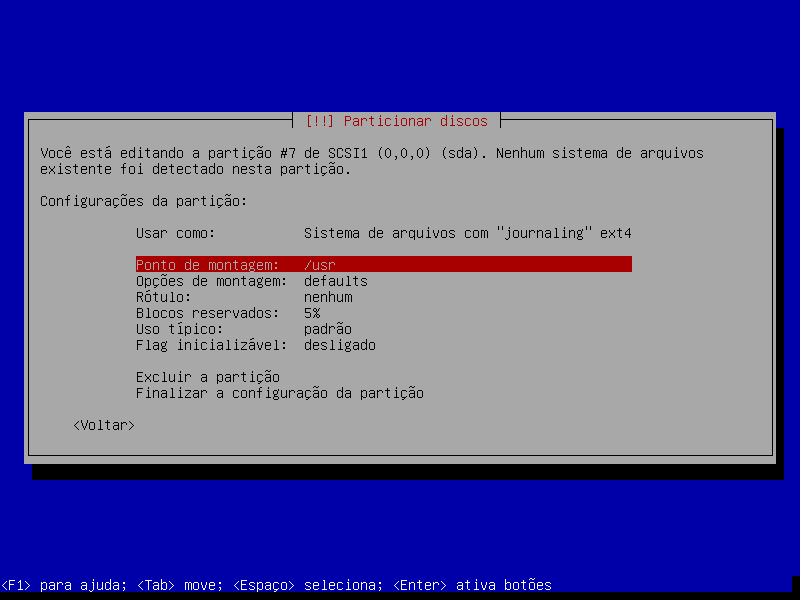 [!!] Particionar discos
Você está editando a partição #7 de SCSI1 (0,0,0) (sda). Nenhum sistema de arquivos
existente foi detectado nesta partição.
Configurações da partição:
Usar como: Sistema de arquivos com "journaling" ext4
Ponto de montagem: /usr
Opções de montagem: defaults
Rótulo: nenhum
Blocos reservados: 5%
Uso típico: padrão
Flag inicializável: desligado
Excluir a partição
Finalizar a configuração da partição
<Voltar>
<F1> para ajuda; <Tab> move; <Espaço> seleciona; <Enter> ativa botões